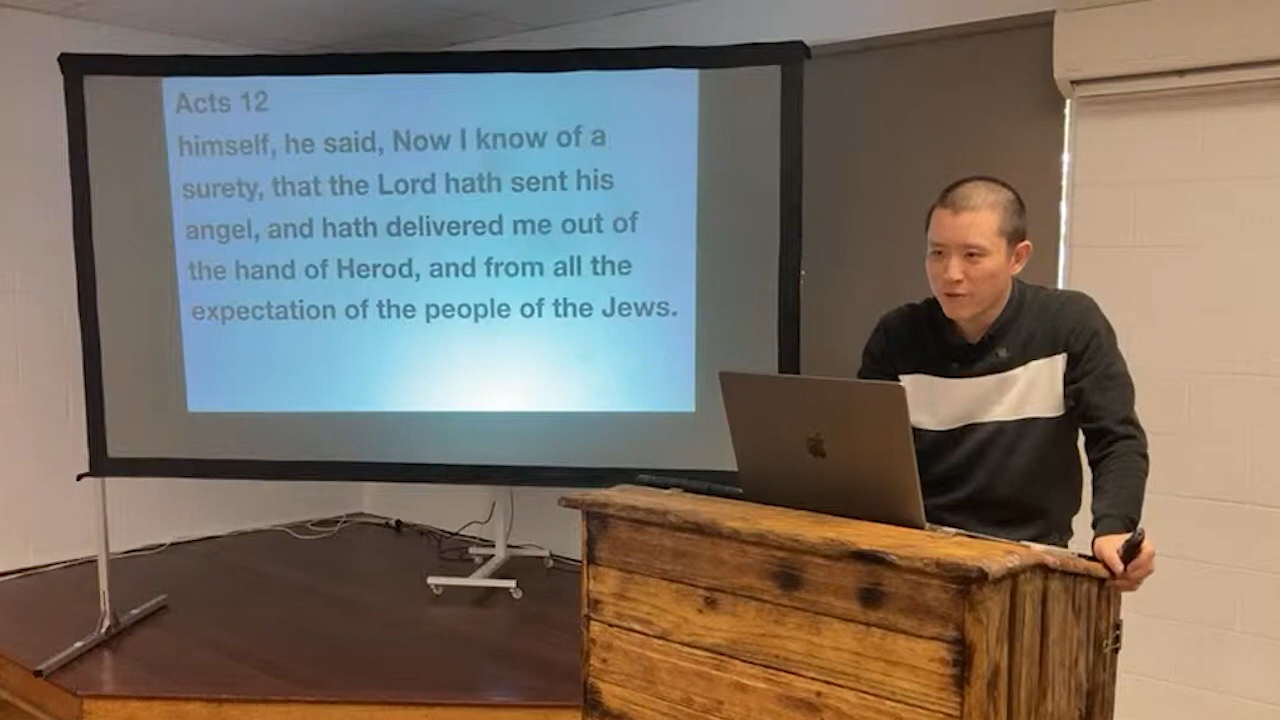 Acts 12
himself, he said, Now I know of a
surety, that the Lord hath sent his
angel, and hath delivered me out of
the hand of Herod, and from all the
expectation of the people of the Jews.